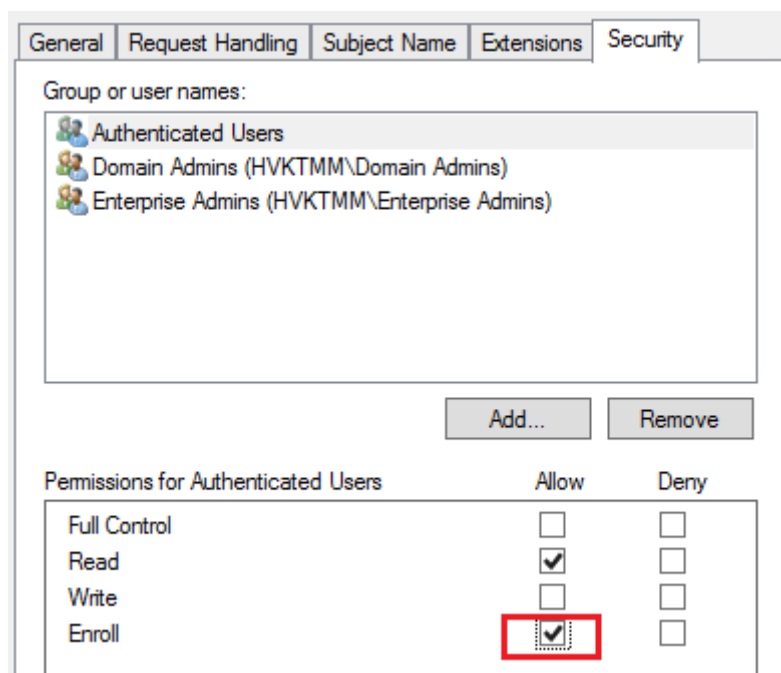 General Request Handling Subject Name Extensions Security
Group or user names:
Authenticated Users
Domain Admins (HVKTMM\Domain Admins)
Enterprise Admins (HVKTMM\Enterprise Admins)
Add... Remove
Permissions for Authenticated Users Allow Deny
Full Control
Read
Write
Enroll